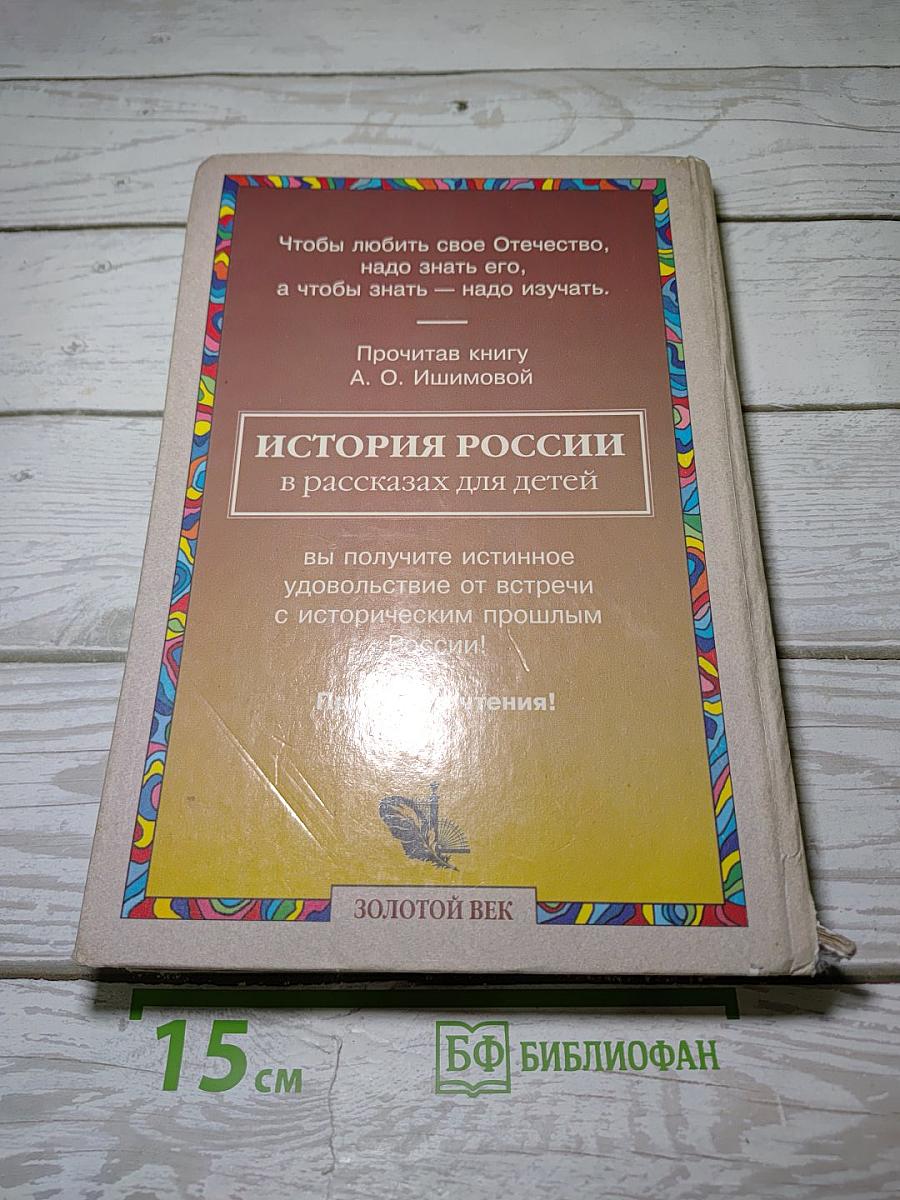 Чтобы любить свое Отечество,
надо знать его,
а чтобы знать — надо изучать.
Прочитав книгу
А. О. Ишимовой
ИСТОРИЯ РОССИИ
в рассказах для детей
вы получите истинное
удовольствие от встречи
с историческим прошлым
России!
чтения!
ЗОЛОТОЙ ВЕК
15 см
БФ БИБЛИОФАН